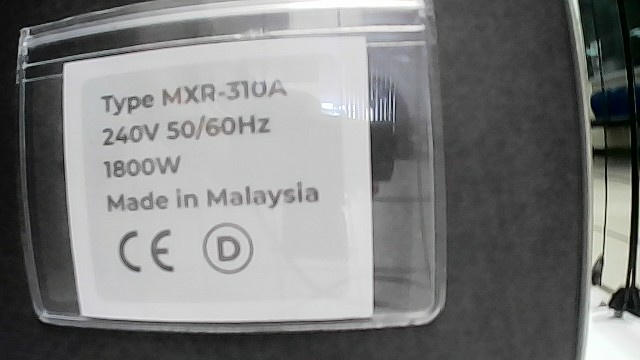 Type MXR-310A
240V 50/60Hz
1800W
Made in Malaysia
CE D